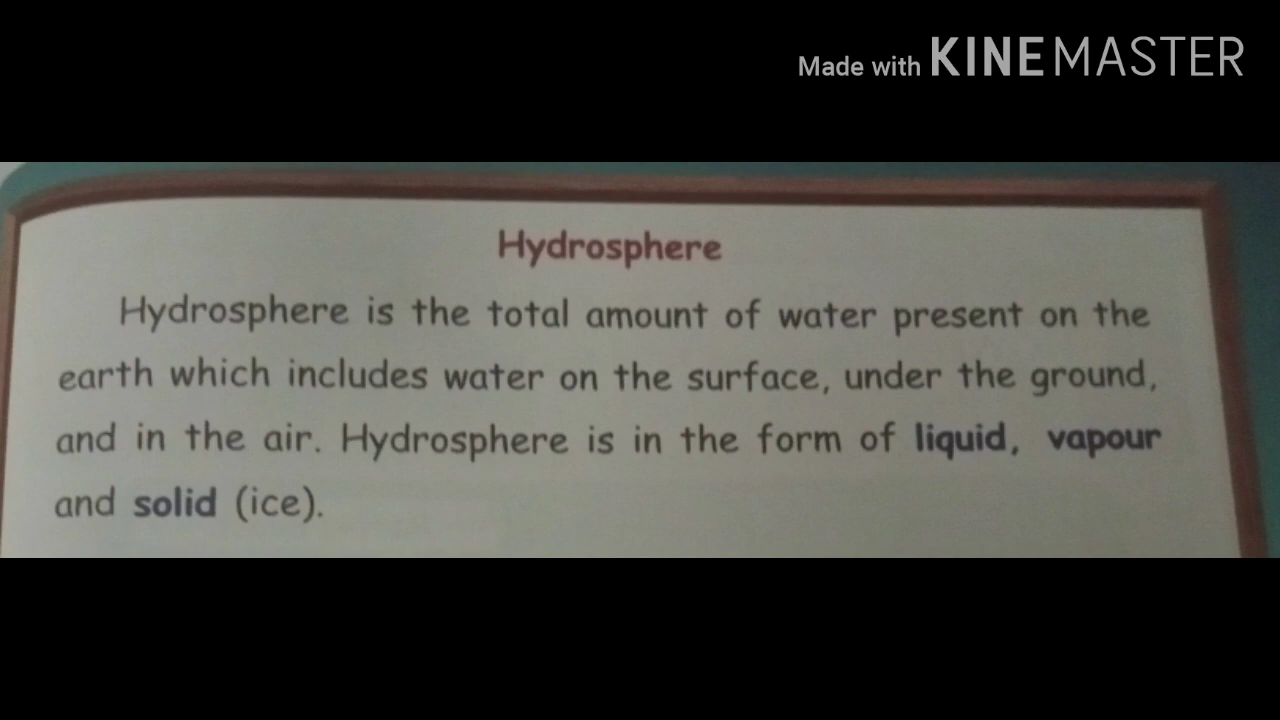 Made with KINEMASTER
Hydrosphere
Hydrosphere is the total amount of water present on the
earth which includes water on the surface, under the ground,
and in the air. Hydrosphere is in the form of liquid, vapour
and solid (ice).